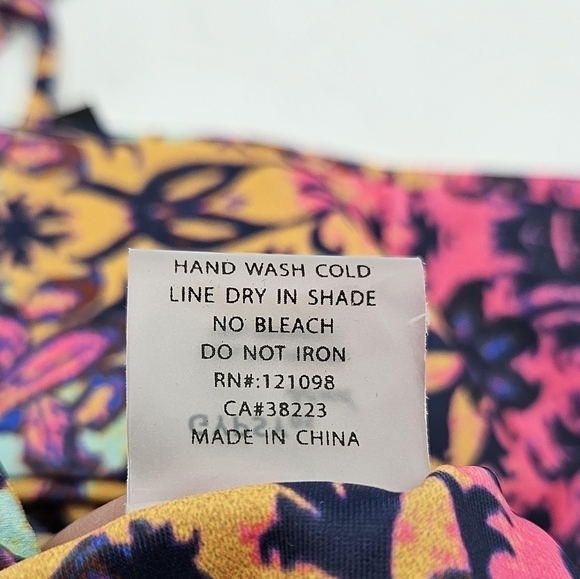 HAND WASH COLD
LINE DRY IN SHADE
NO BLEACH
DO NOT IRON
RN#:121098
CA#38223
MADE IN CHINA